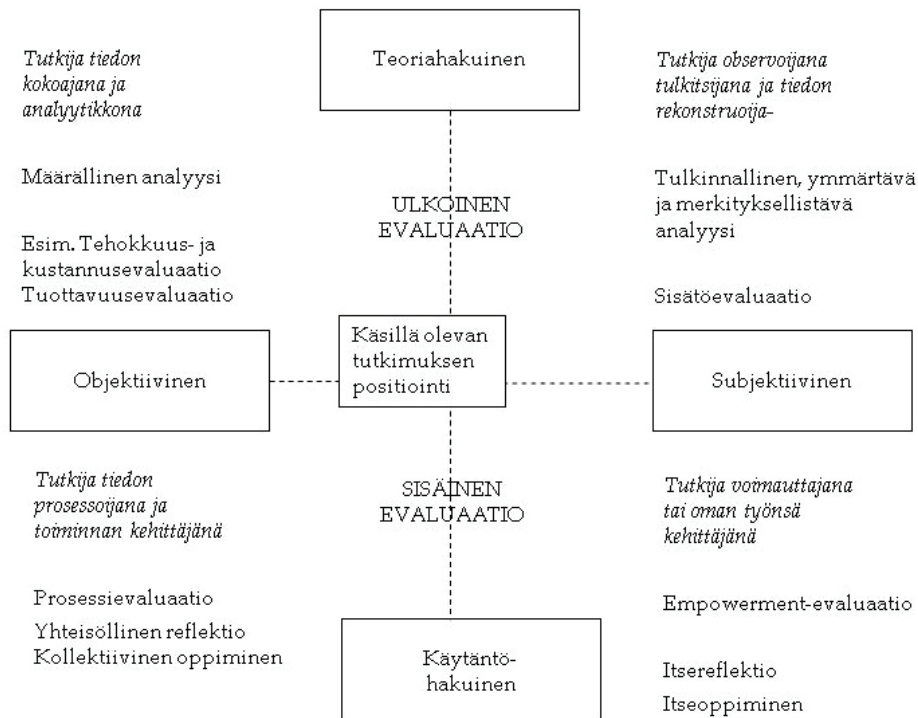 Teoriahakuinen
Tutkija tiedon
kokoajana ja
analyytikkona
Määrällinen analyysi
Esim. Tehokkuus- ja
kustannusevaluaatio
Tuottavuusevaluaatio
ULKOINEN
EVALUAATIO
Tutkija observoijana
tulkitsijana ja tiedon
rekonstruoija-
Tulkinnallinen, ymmärtävä
ja merkityksellistävä
analyysi
Sisätöevaluaatio
Objektiivinen
Käsillä olevan
tutkimuksen
positiointi
Subjektiivinen
Tutkija tiedon
prosessoijana ja
toiminnan kehittäjänä
Prosessievaluaatio
Yhteisöllinen reflektio
Kollektiivinen oppiminen
SISÄINEN
EVALUAATIO
Tutkija voimauttajana
tai oman työnsä
kehittäjänä
Empowerment-evaluaatio
Itsereflektio
Itseoppiminen
Käytäntö-
hakuinen